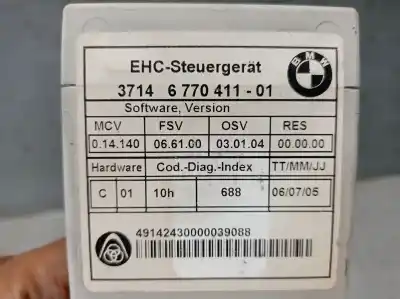 EHC-Steuergerät
BMW
3714 6 770 411 - 01
Software, Version
MCV FSV OSV RES
0.14.140 06.61.00 03.01.04 00.00.00
Hardware Cod.-Diag.-Index TT/MM/JJ
C 01 10h 688 06/07/05
49142430000039088